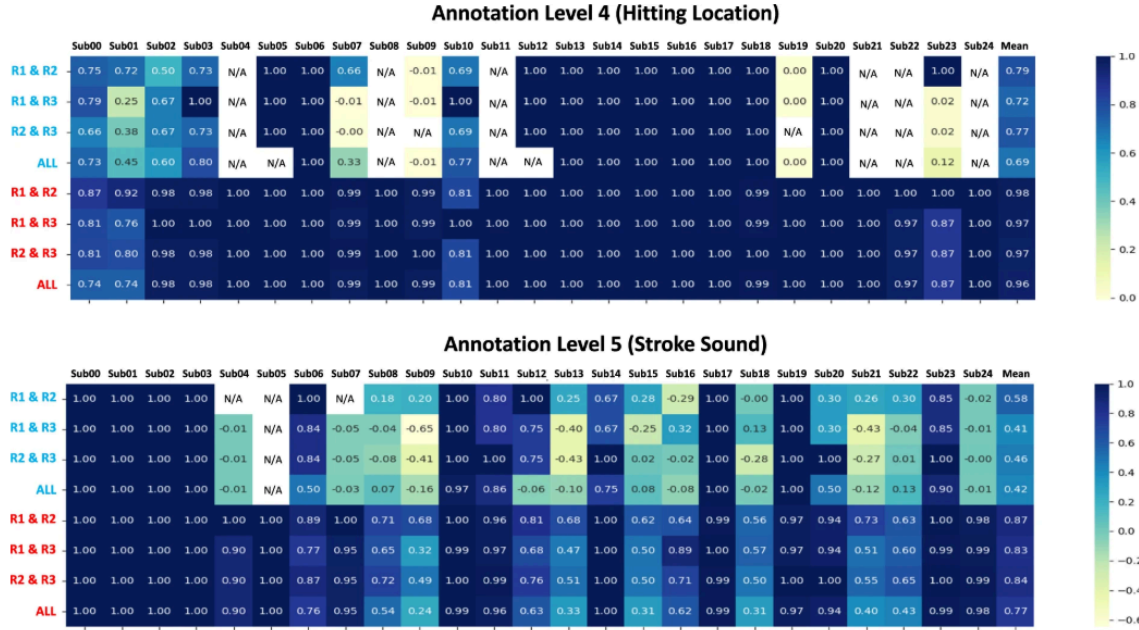 Annotation Level 4 (Hitting Location)
Sub00 Sub01 Sub02 Sub03 Sub04 Sub05 Sub06 Sub07 Sub08 Sub09 Sub10 Sub11 Sub12 Sub13 Sub14 Sub15 Sub16 Sub17 Sub18 Sub19 Sub20 Sub21 Sub22 Sub23 Sub24 Mean
R1 & R2 0.75 0.72 0.50 0.73 N/A 1.00 1.00 0.66 N/A -0.01 0.69 N/A 1.00 1.00 1.00 1.00 1.00 1.00 1.00 0.00 1.00 N/A N/A 1.00 N/A 0.79
R1 & R3 0.79 0.25 0.67 1.00 N/A 1.00 1.00 -0.01 N/A -0.01 1.00 N/A 1.00 1.00 1.00 1.00 1.00 1.00 1.00 0.00 1.00 N/A N/A 0.02 N/A 0.72
R2 & R3 0.66 0.38 0.67 0.73 N/A 1.00 1.00 -0.00 N/A N/A 0.69 N/A 1.00 1.00 1.00 1.00 1.00 1.00 1.00 N/A 1.00 N/A N/A 0.02 N/A 0.77
ALL 0.73 0.45 0.60 0.80 N/A N/A 1.00 0.33 N/A -0.01 0.77 N/A N/A 1.00 1.00 1.00 1.00 1.00 1.00 0.00 1.00 N/A N/A 0.12 N/A 0.69
R1 & R2 0.87 0.92 0.98 0.98 1.00 1.00 1.00 0.99 1.00 0.99 0.81 1.00 1.00 1.00 1.00 1.00 1.00 1.00 0.99 1.00 1.00 1.00 1.00 1.00 1.00 0.98
R1 & R3 0.81 0.76 1.00 1.00 1.00 1.00 1.00 0.99 1.00 0.99 1.00 1.00 1.00 1.00 1.00 1.00 1.00 1.00 0.99 1.00 1.00 1.00 0.97 0.87 1.00 0.97
R2 & R3 0.81 0.80 0.98 0.98 1.00 1.00 1.00 0.99 1.00 1.00 0.81 1.00 1.00 1.00 1.00 1.00 1.00 1.00 1.00 1.00 1.00 1.00 0.97 0.87 1.00 0.97
ALL 0.74 0.74 0.98 0.98 1.00 1.00 1.00 0.99 1.00 0.99 0.81 1.00 1.00 1.00 1.00 1.00 1.00 1.00 0.99 1.00 1.00 1.00 0.97 0.87 1.00 0.96
1.0
0.8
0.6
0.4
0.2
0.0
Annotation Level 5 (Stroke Sound)
Sub00 Sub01 Sub02 Sub03 Sub04 Sub05 Sub06 Sub07 Sub08 Sub09 Sub10 Sub11 Sub12 Sub13 Sub14 Sub15 Sub16 Sub17 Sub18 Sub19 Sub20 Sub21 Sub22 Sub23 Sub24 Mean
R1 & R2 1.00 1.00 1.00 1.00 N/A N/A 1.00 N/A 0.18 0.20 1.00 0.80 1.00 0.25 0.67 0.28 -0.29 1.00 -0.00 1.00 0.30 0.26 0.30 0.85 -0.02 0.58
R1 & R3 1.00 1.00 1.00 1.00 -0.01 N/A 0.84 -0.05 -0.04 -0.65 1.00 0.80 0.75 -0.40 0.67 -0.25 0.32 1.00 0.13 1.00 0.30 -0.43 -0.04 0.85 -0.01 0.41
R2 & R3 1.00 1.00 1.00 1.00 -0.01 N/A 0.84 -0.05 -0.08 -0.41 1.00 1.00 0.75 -0.43 1.00 0.02 -0.02 1.00 -0.28 1.00 1.00 -0.27 0.01 1.00 -0.00 0.46
ALL 1.00 1.00 1.00 1.00 -0.01 N/A 0.50 -0.03 0.07 -0.16 0.97 0.86 -0.06 -0.10 0.75 0.08 -0.08 1.00 -0.02 1.00 0.50 -0.12 0.13 0.90 -0.01 0.42
R1 & R2 1.00 1.00 1.00 1.00 1.00 1.00 0.89 1.00 0.71 0.68 1.00 0.96 0.81 0.68 1.00 0.62 0.64 0.99 0.56 0.97 0.94 0.73 0.63 1.00 0.98 0.87
R1 & R3 1.00 1.00 1.00 1.00 0.90 1.00 0.77 0.95 0.65 0.32 0.99 0.97 0.68 0.47 1.00 0.50 0.89 1.00 0.57 0.97 0.94 0.51 0.60 0.99 0.99 0.83
R2 & R3 1.00 1.00 1.00 1.00 0.90 1.00 0.87 0.95 0.72 0.49 1.00 0.99 0.76 0.51 1.00 0.50 0.71 0.99 0.50 1.00 1.00 0.55 0.65 0.99 0.99 0.84
ALL 1.00 1.00 1.00 1.00 0.90 1.00 0.76 0.95 0.54 0.24 0.99 0.96 0.63 0.33 1.00 0.31 0.62 0.99 0.31 0.97 0.94 0.40 0.43 0.99 0.98 0.77
1.0
0.8
0.6
0.4
0.2
0.0
−0.2
−0.4